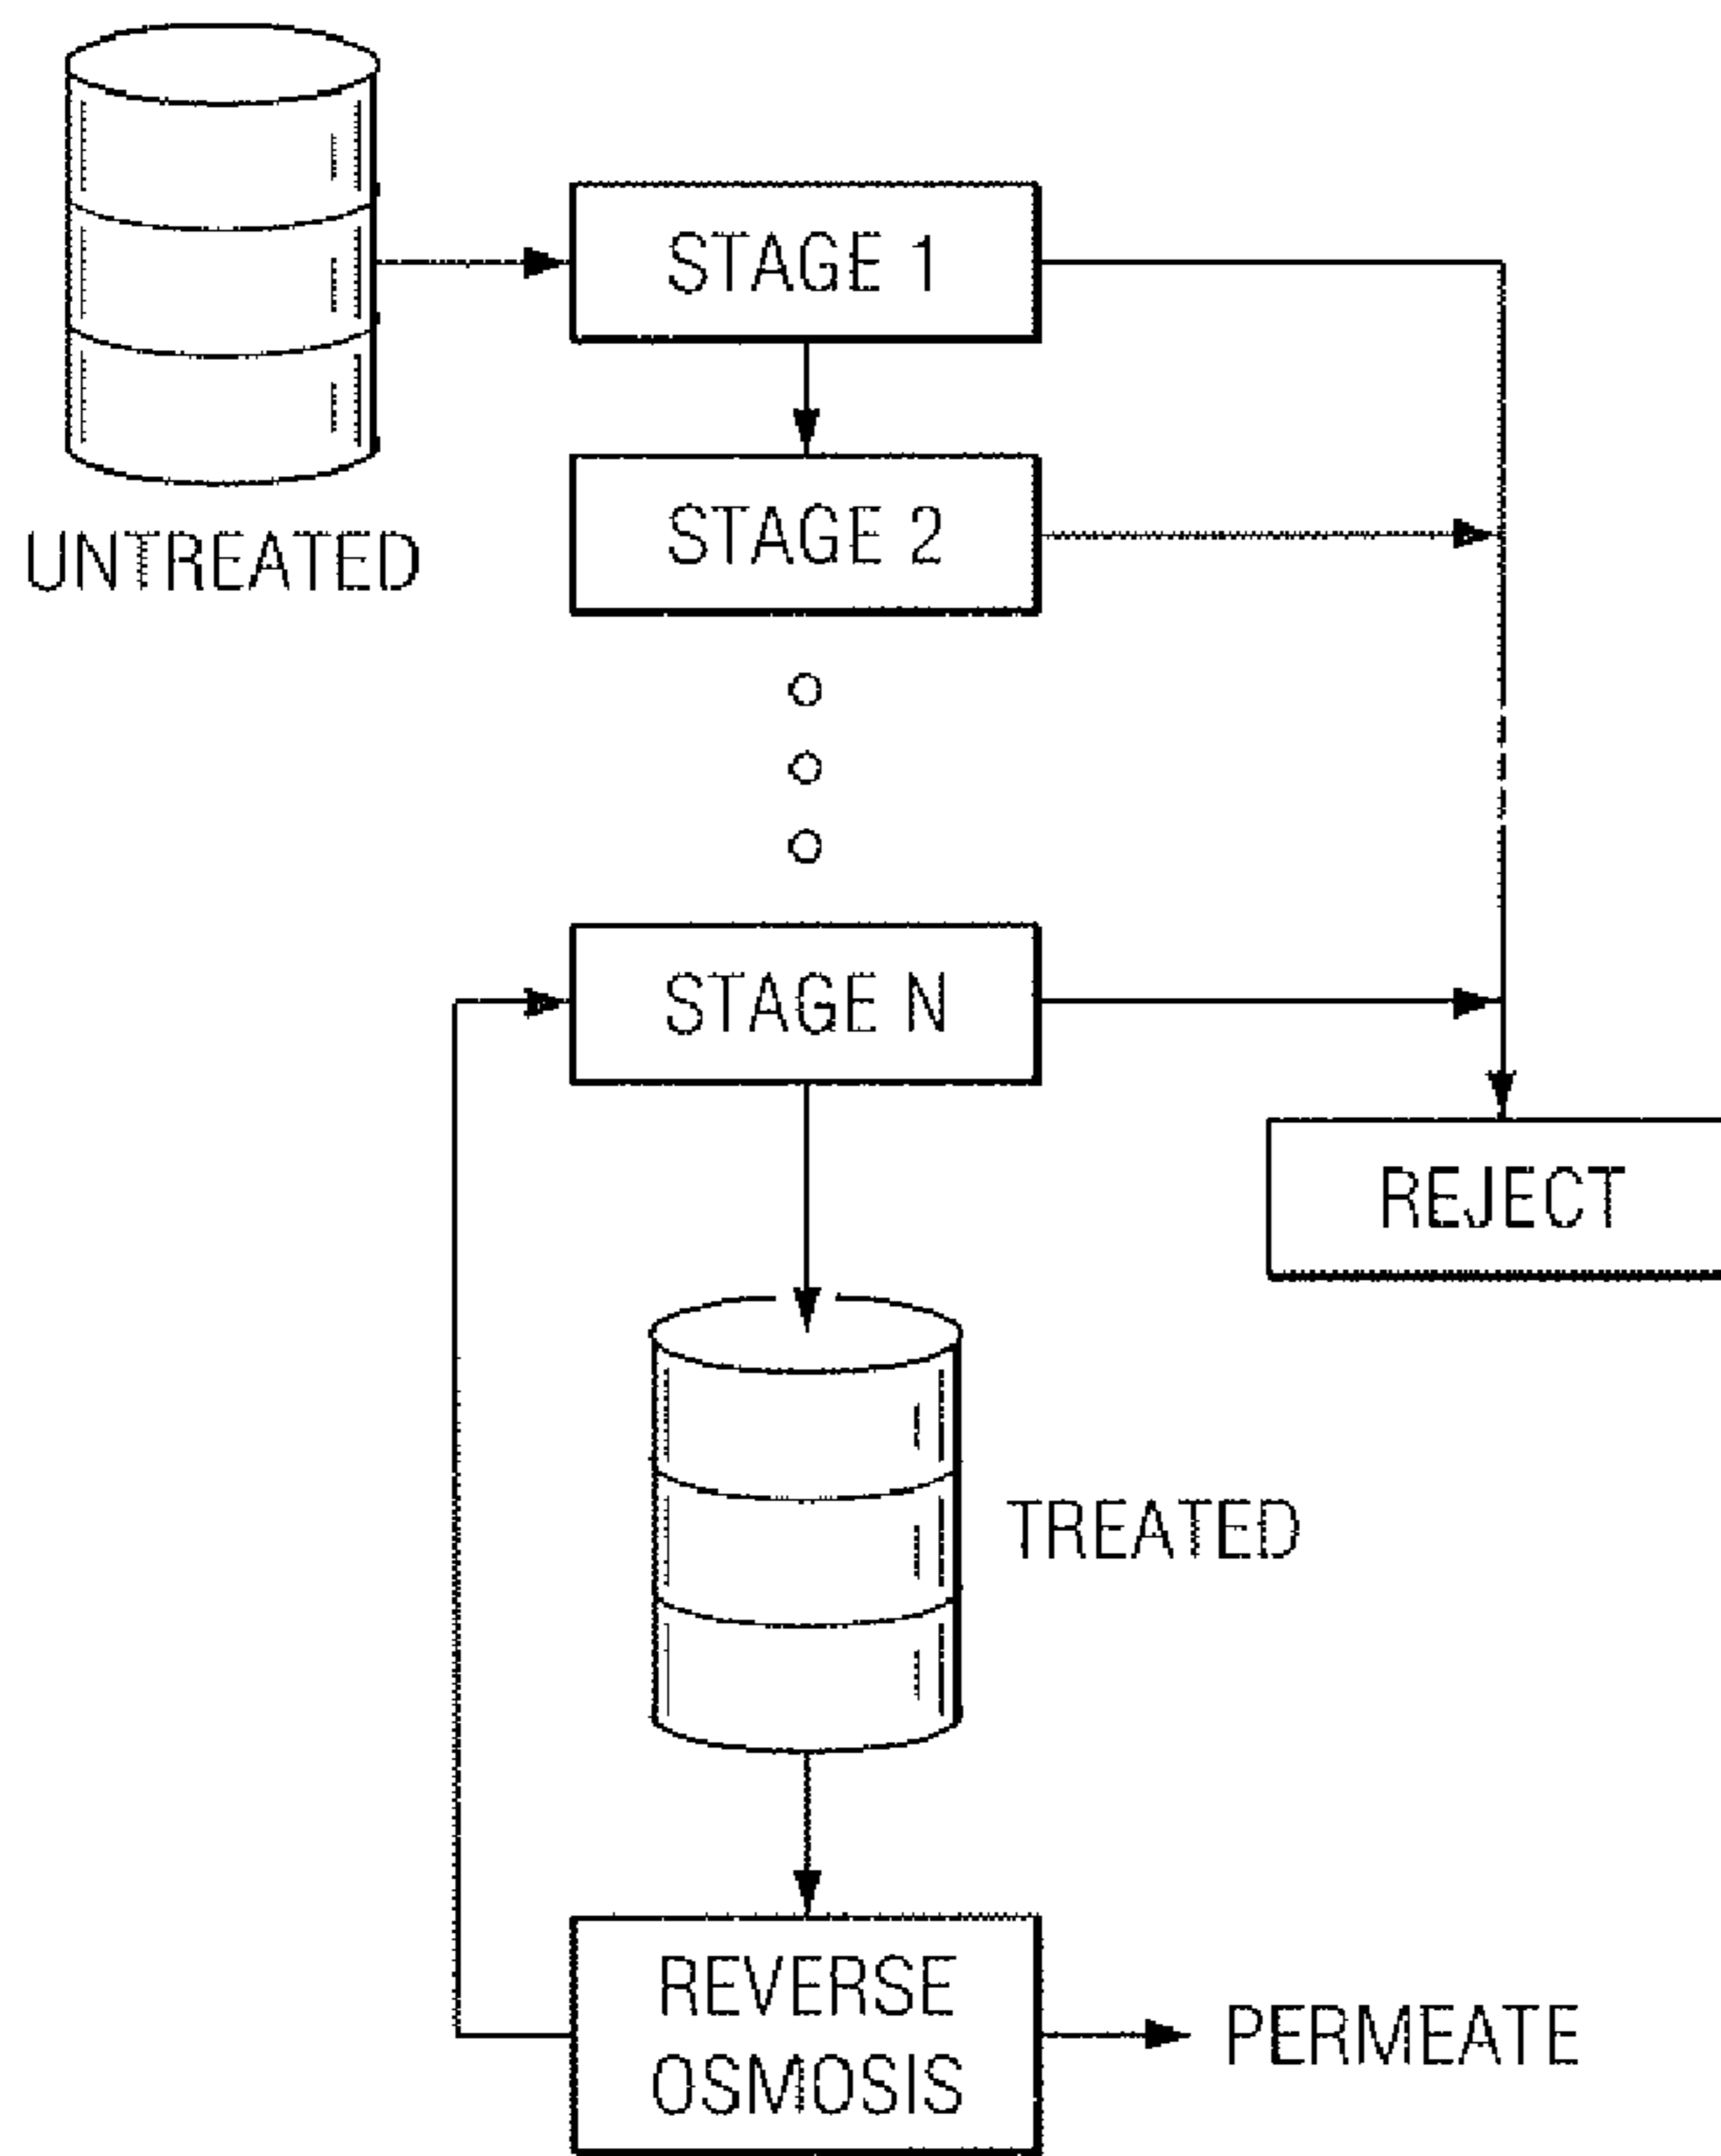 STAGE 1
UNTREATED
STAGE 2
STAGE N
REJECT
TREATED
REVERSE
OSMOSIS
PERMEATE